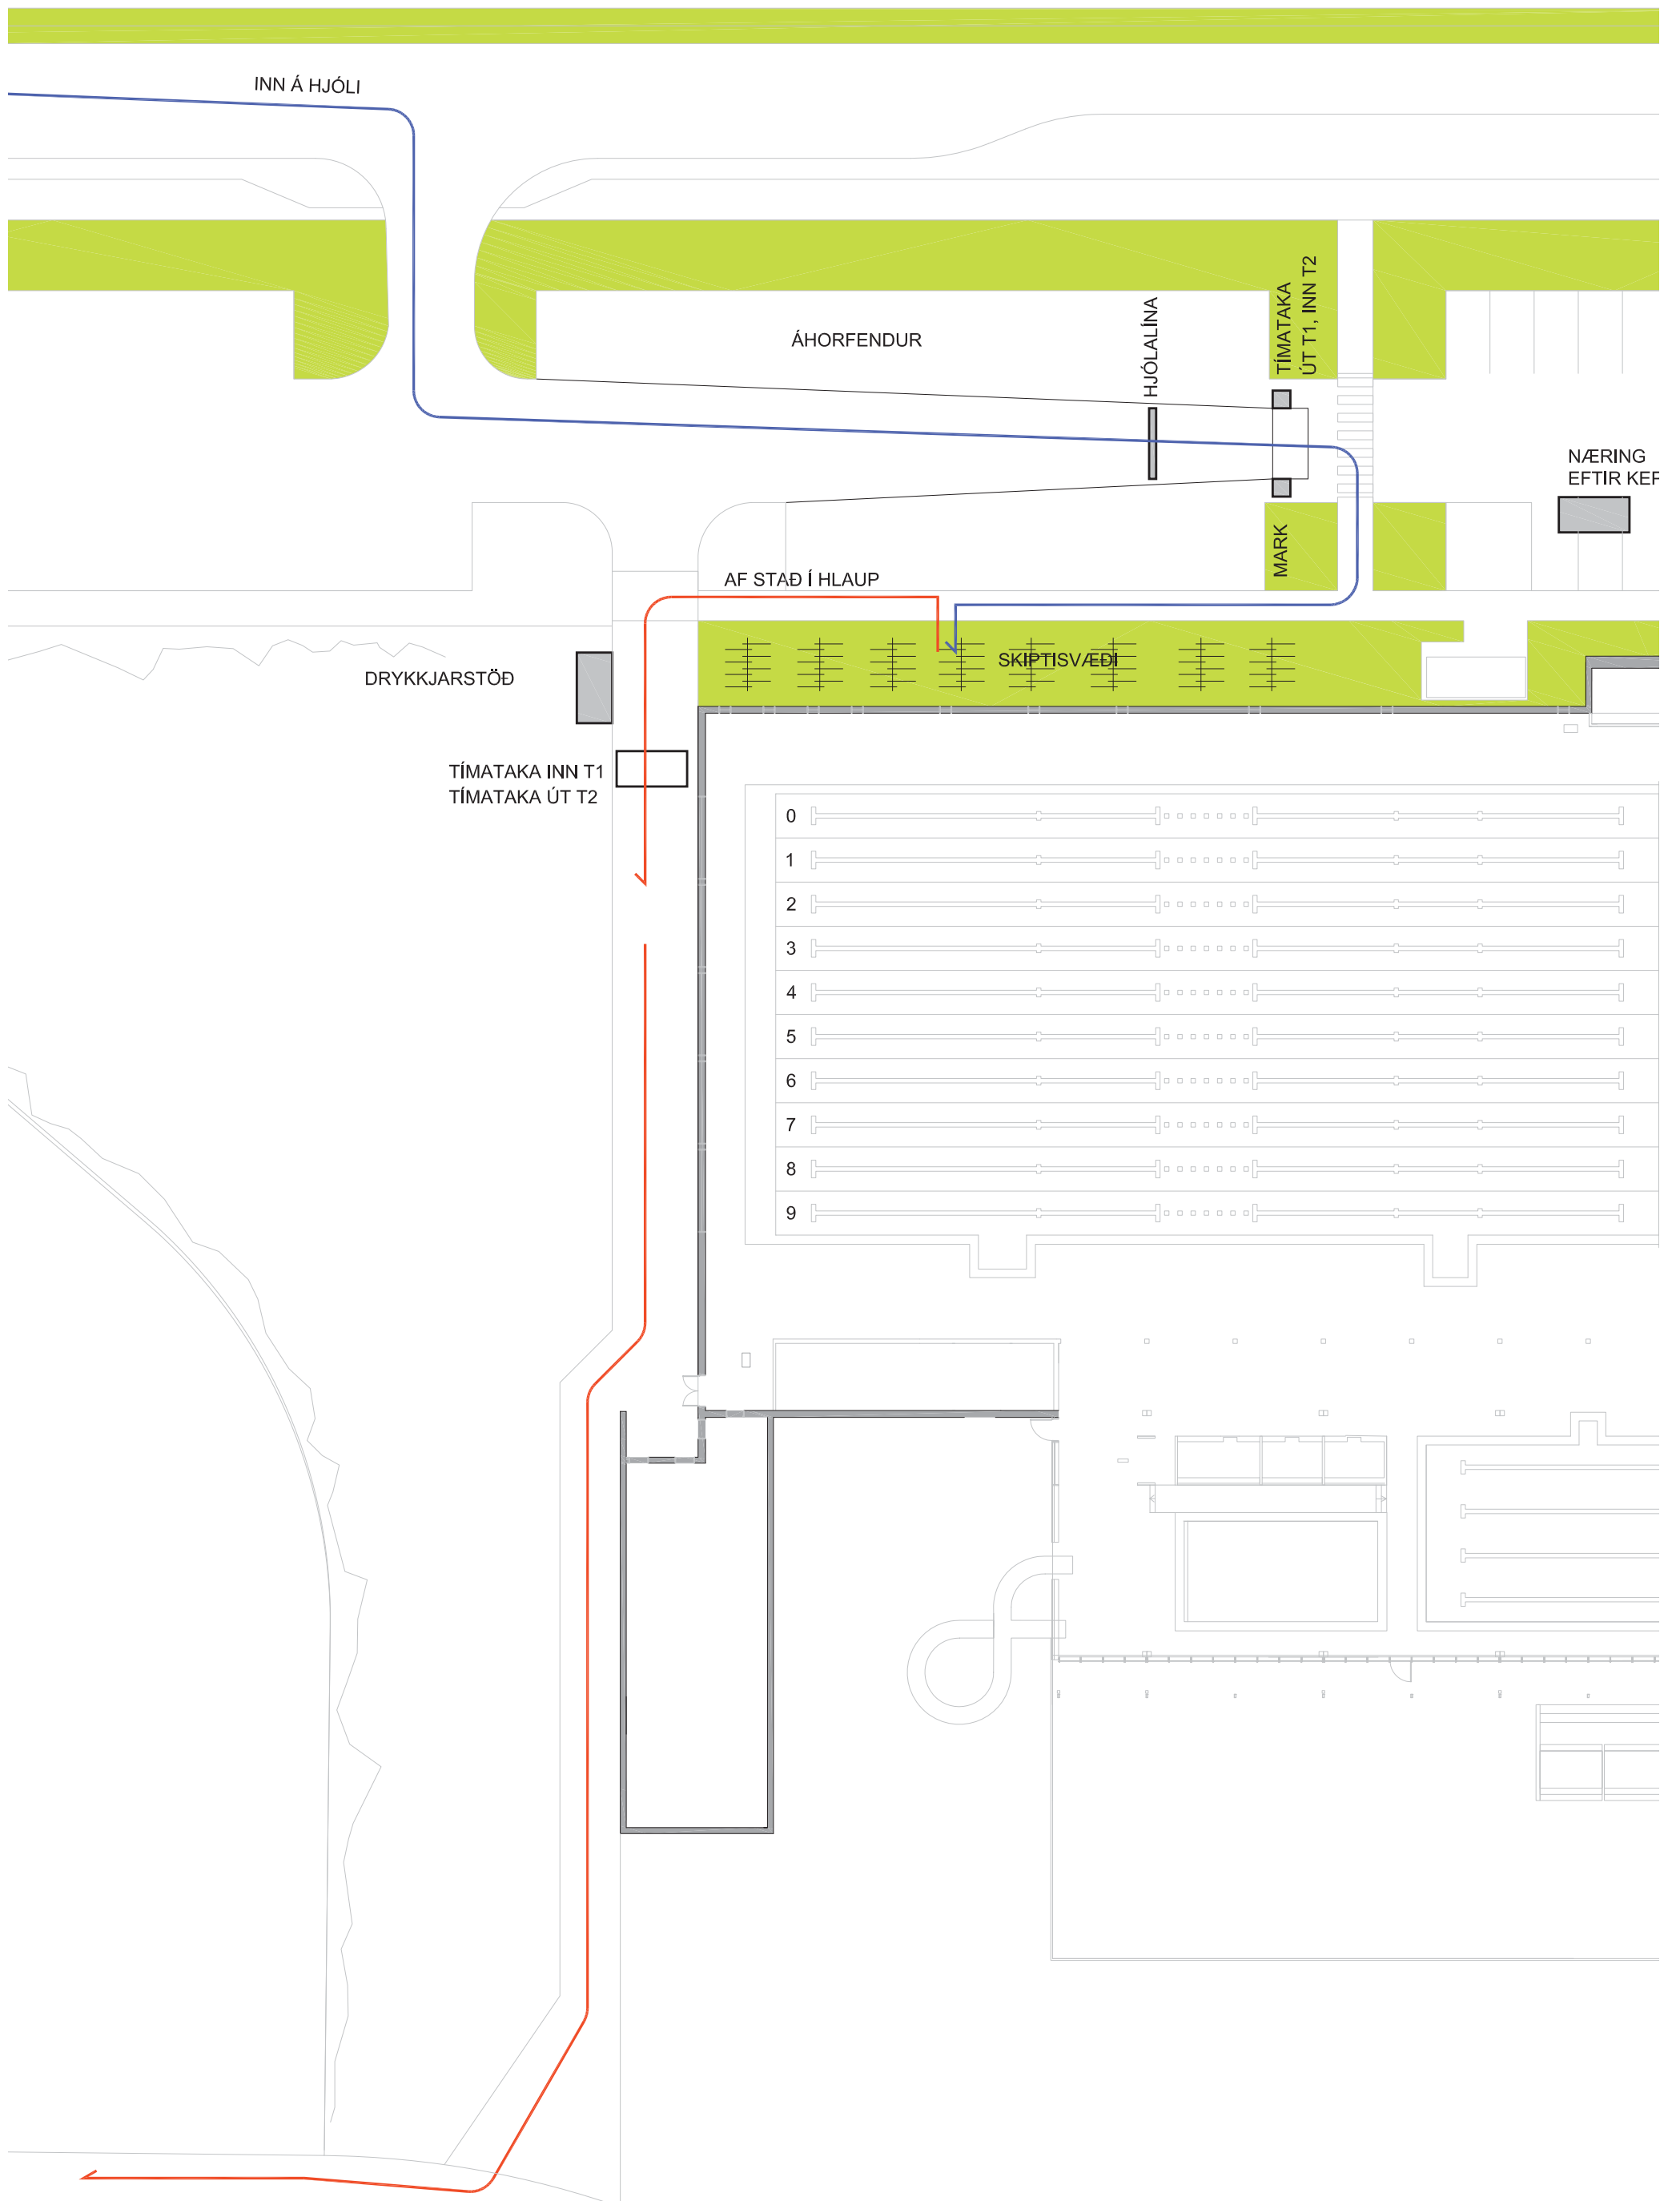 INN Á HJÓLI
TÍMATAKA
ÚT T1, INN T2
HJÓLALÍNA
ÁHORFENDUR
NÆRING
EFTIR KEP
MARK
AF STAÐ Í HLAUP
SKIPTISVÆÐI
DRYKKJARSTÖÐ
TÍMATAKA INN T1
TÍMATAKA ÚT T2
0
1
2
3
4
5
6
7
8
9